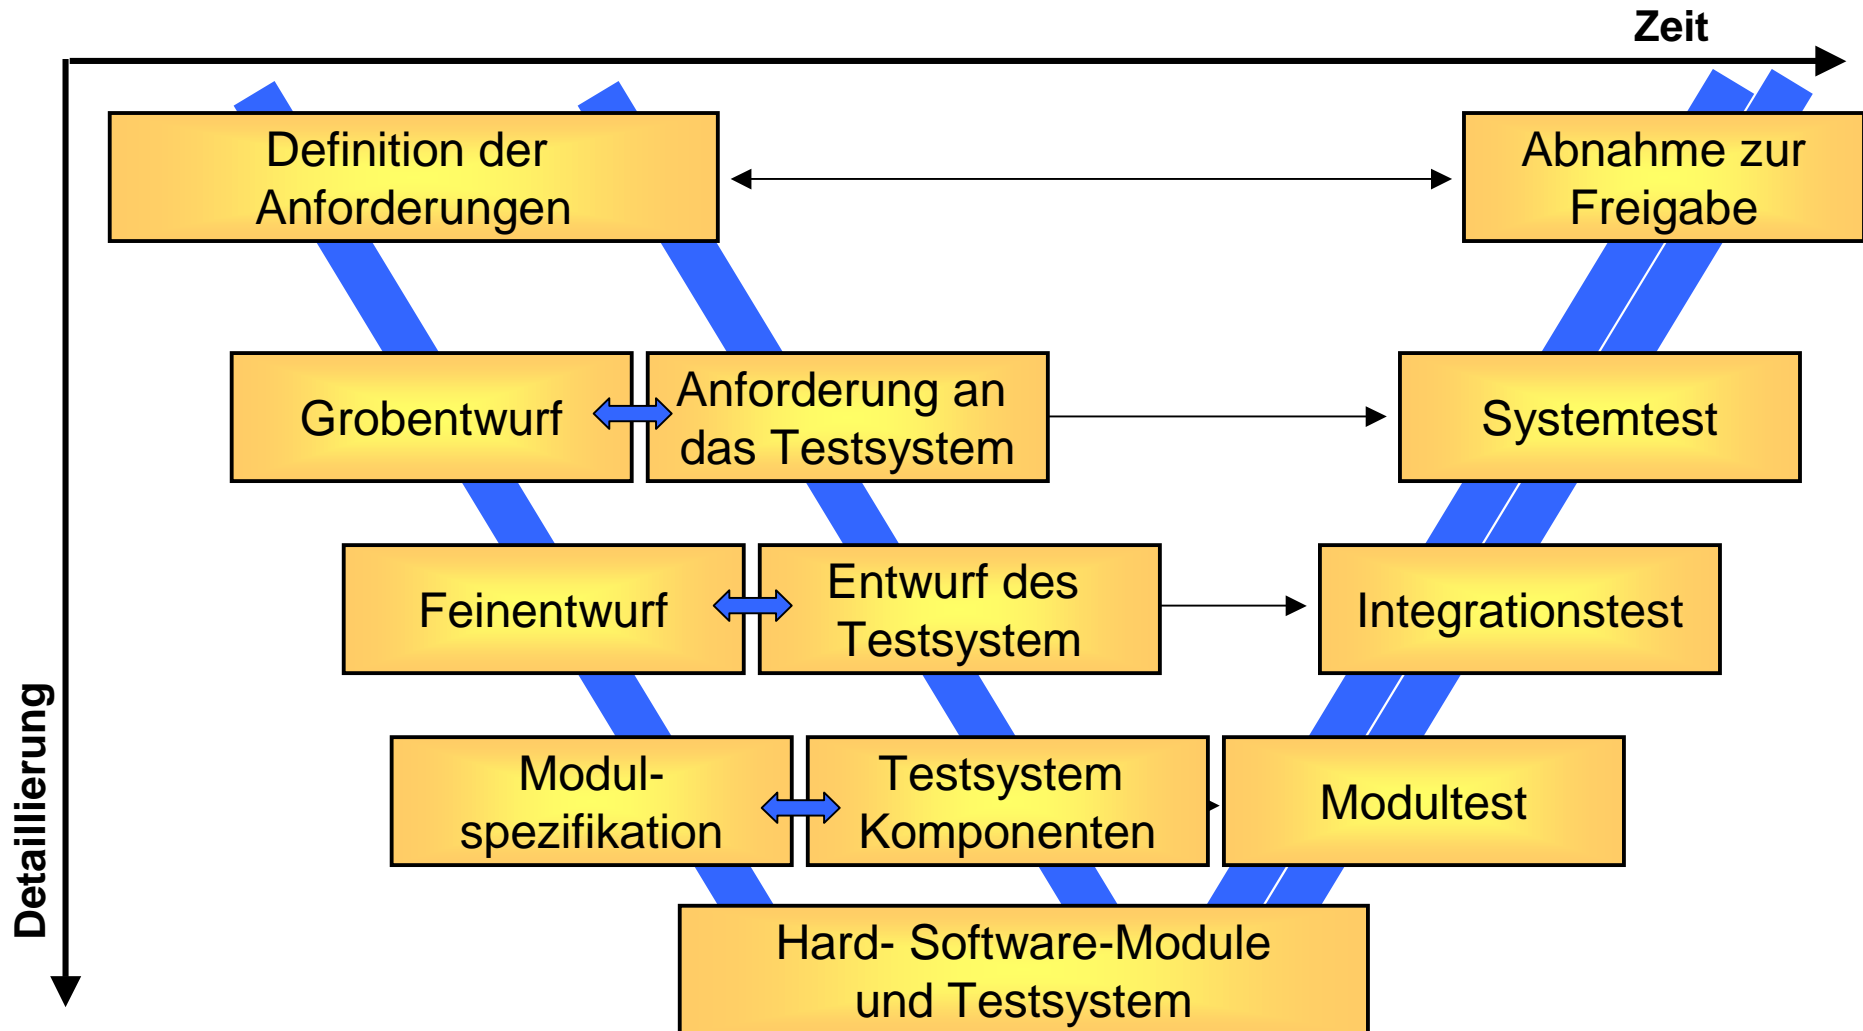 Zeit
Definition der
Anforderungen
Abnahme zur
Freigabe
Grobentwurf
Anforderung an
das Testsystem
Systemtest
Feinentwurf
Entwurf des
Testsystem
Integrationstest
Modul-
spezifikation
Testsystem
Komponenten
Modultest
Hard- Software-Module
und Testsystem
Detaillierung